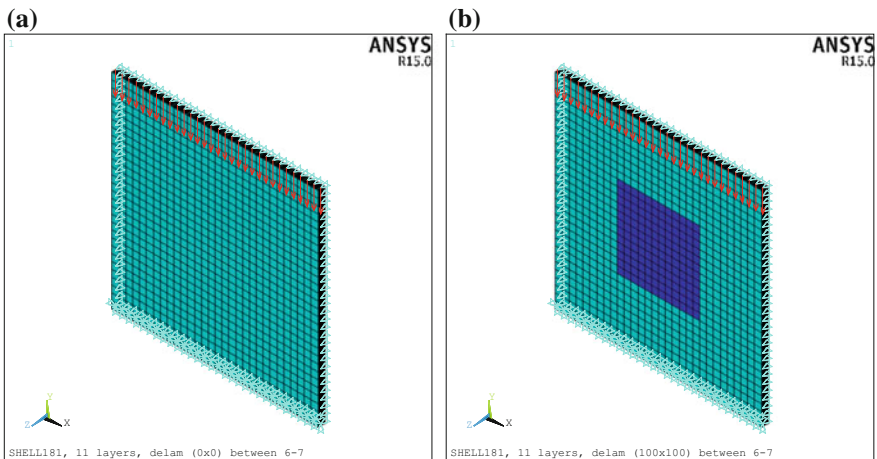 (a)
1
ANSYS
R15.0
Y
Z
X
SHELL181, 11 layers, delam (0x0) between 6-7
(b)
1
ANSYS
R15.0
Y
Z
X
SHELL181, 11 layers, delam (100x100) between 6-7